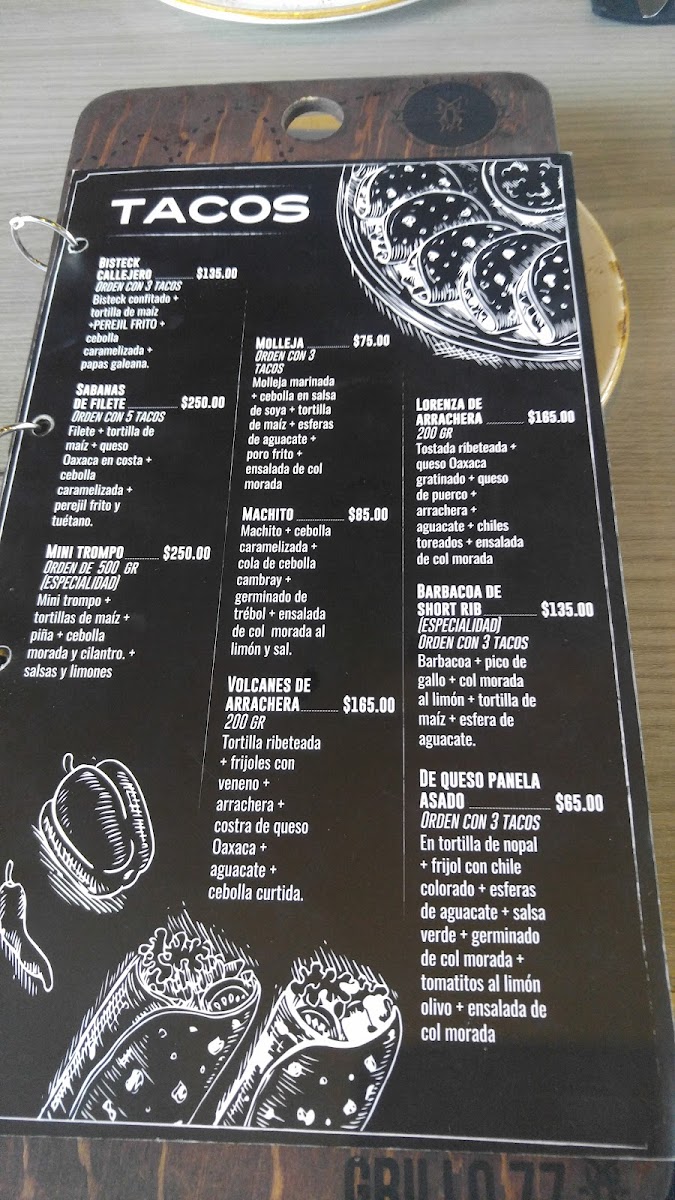 TACOS
BISTECK
CALLEJERO $135.00
ORDEN CON 3 TACOS
Bisteck confitado +
tortilla de maíz
+PEREJIL FRITO +
cebolla
caramelizada +
papas galeana.
SABANAS
DE FILETE $250.00
ORDEN CON 5 TACOS
Filete + tortilla de
maíz + queso
Oaxaca en costa +
cebolla
caramelizada +
perejil frito y
tuétano.
MINI TROMPO $250.00
ORDEN DE 500 GR
(ESPECIALIDAD)
Mini trompo +
tortillas de maíz +
piña + cebolla
morada y cilantro. +
salsas y limones
MOLLEJA $75.00
ORDEN CON 3
TACOS
Molleja marinada
+ cebolla en salsa
de soya + tortilla
de maíz + esferas
de aguacate +
poro frito +
ensalada de col
morada
MACHITO $85.00
Machito + cebolla
caramelizada +
cola de cebolla
cambray +
germinado de
trébol + ensalada
de col morada al
limón y sal.
VOLCANES DE
ARRACHERA $165.00
200 GR
Tortilla ribeteada
+ frijoles con
veneno +
arrachera +
costra de queso
Oaxaca +
aguacate +
cebolla curtida.
LORENZA DE
ARRACHERA $165.00
200 GR
Tostada ribeteada +
queso Oaxaca
gratinado + queso
de puerco +
arrachera +
aguacate + chiles
toreados + ensalada
de col morada
BARBACOA DE
SHORT RIB $135.00
(ESPECIALIDAD)
ORDEN CON 3 TACOS
Barbacoa + pico de
gallo + col morada
al limón + tortilla de
maíz + esfera de
aguacate.
DE QUESO PANELA
ASADO $65.00
ORDEN CON 3 TACOS
En tortilla de nopal
+ frijol con chile
colorado + esferas
de aguacate + salsa
verde + germinado
de col morada +
tomatitos al limón
olivo + ensalada de
col morada
GRILLO 77